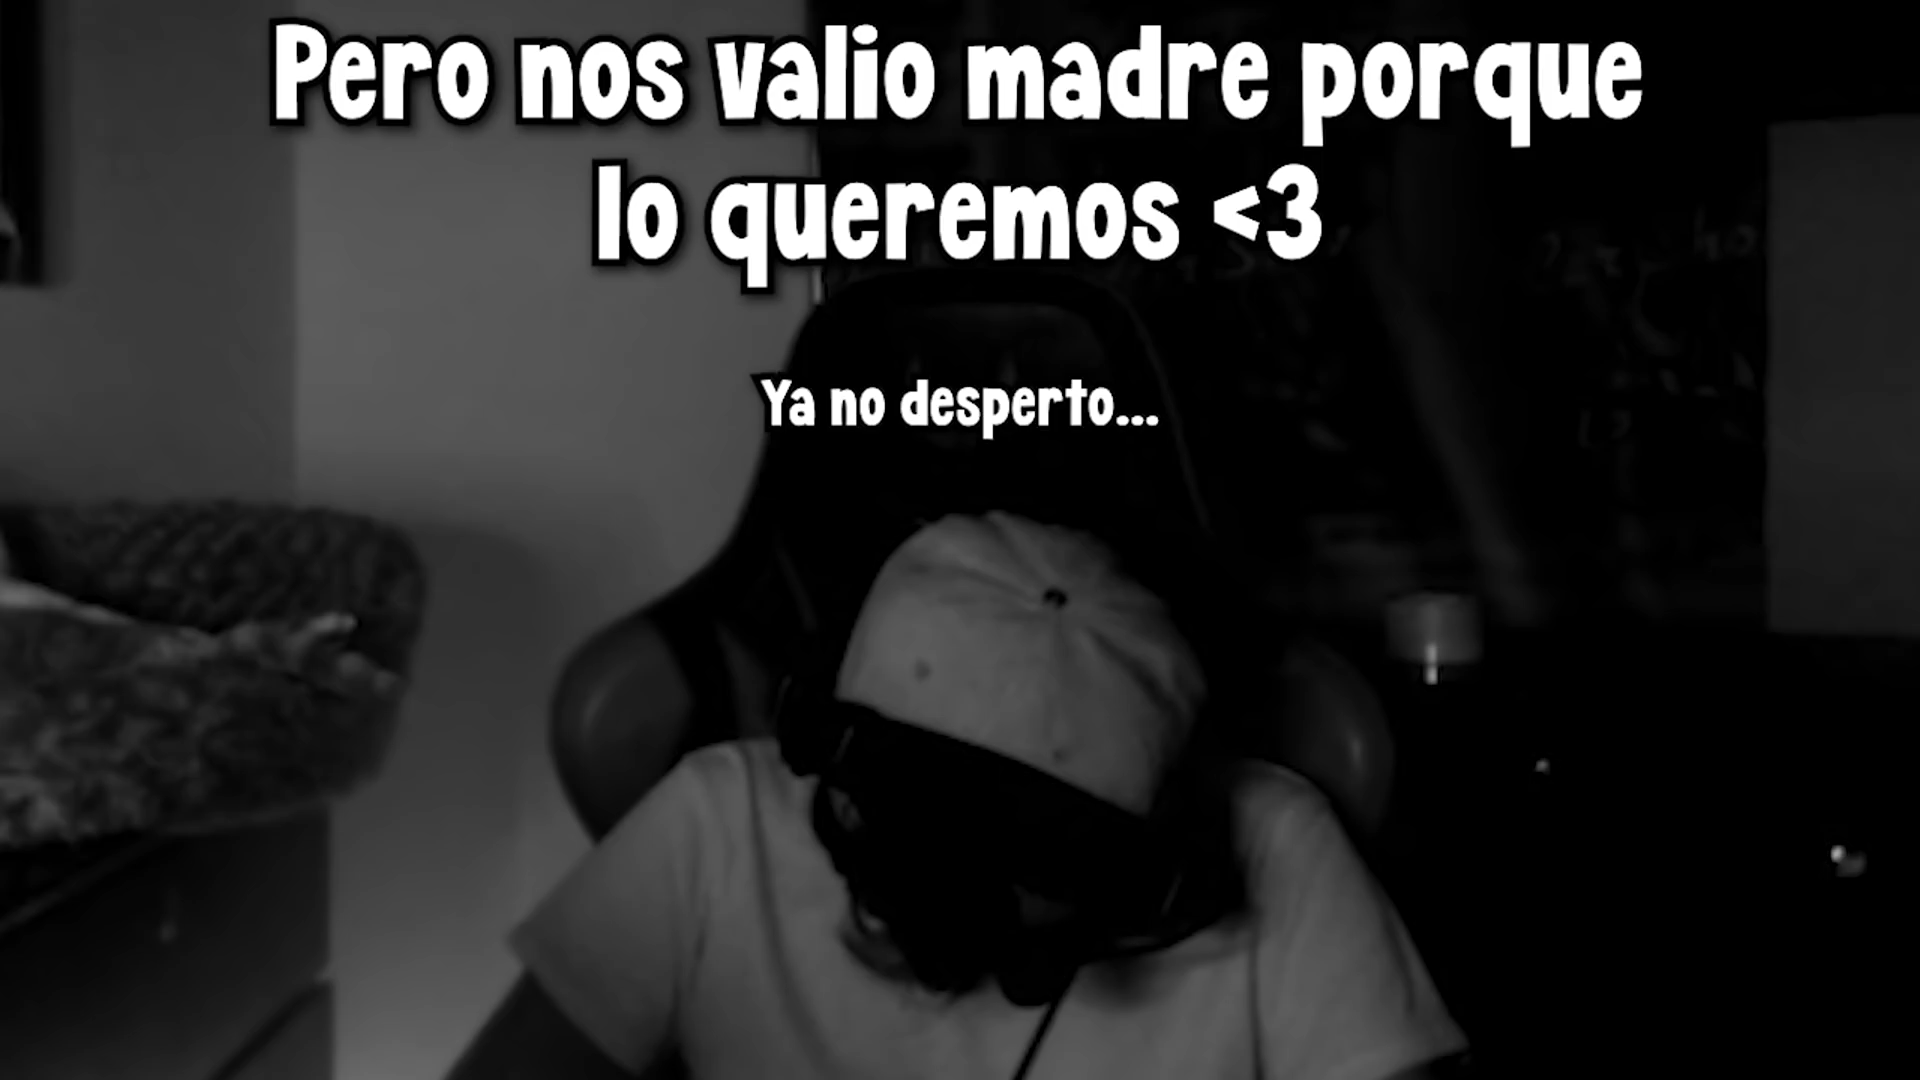 Pero nos valio madre porque
lo queremos <3
Ya no desperto...